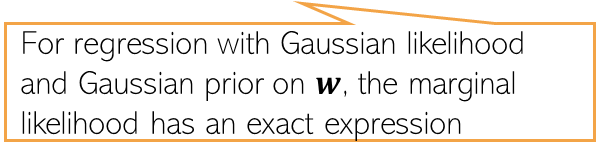 For regression with Gaussian likelihood
and Gaussian prior on w, the marginal
likelihood has an exact expression